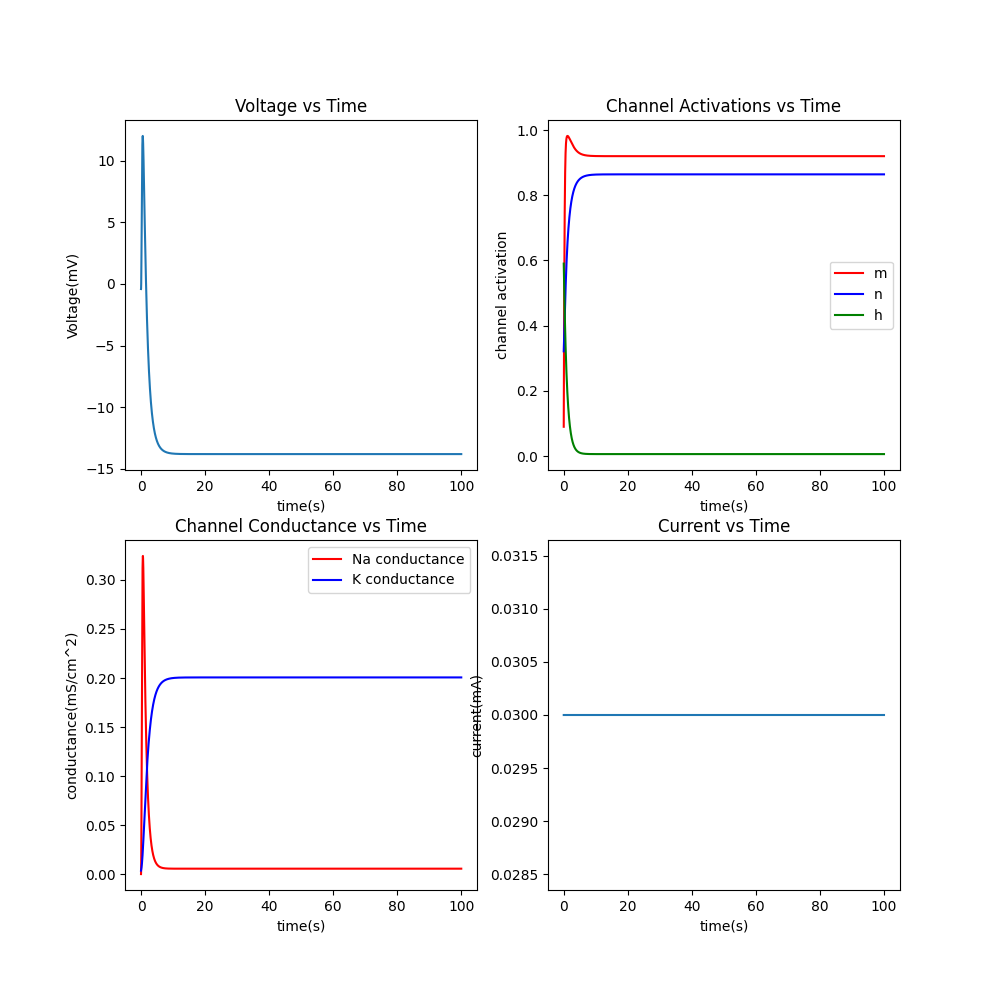 Voltage vs Time
10
5
0
−5
−10
−15
Voltage(mV)
0 20 40 60 80 100
time(s)
Channel Activations vs Time
1.0
0.8
0.6
0.4
0.2
0.0
channel activation
m
n
h
0 20 40 60 80 100
time(s)
Channel Conductance vs Time
0.30
0.25
0.20
0.15
0.10
0.05
0.00
conductance(mS/cm^2)
Na conductance
K conductance
0 20 40 60 80 100
time(s)
Current vs Time
0.0315
0.0310
0.0305
0.0300
0.0295
0.0290
0.0285
current(mA)
0 20 40 60 80 100
time(s)